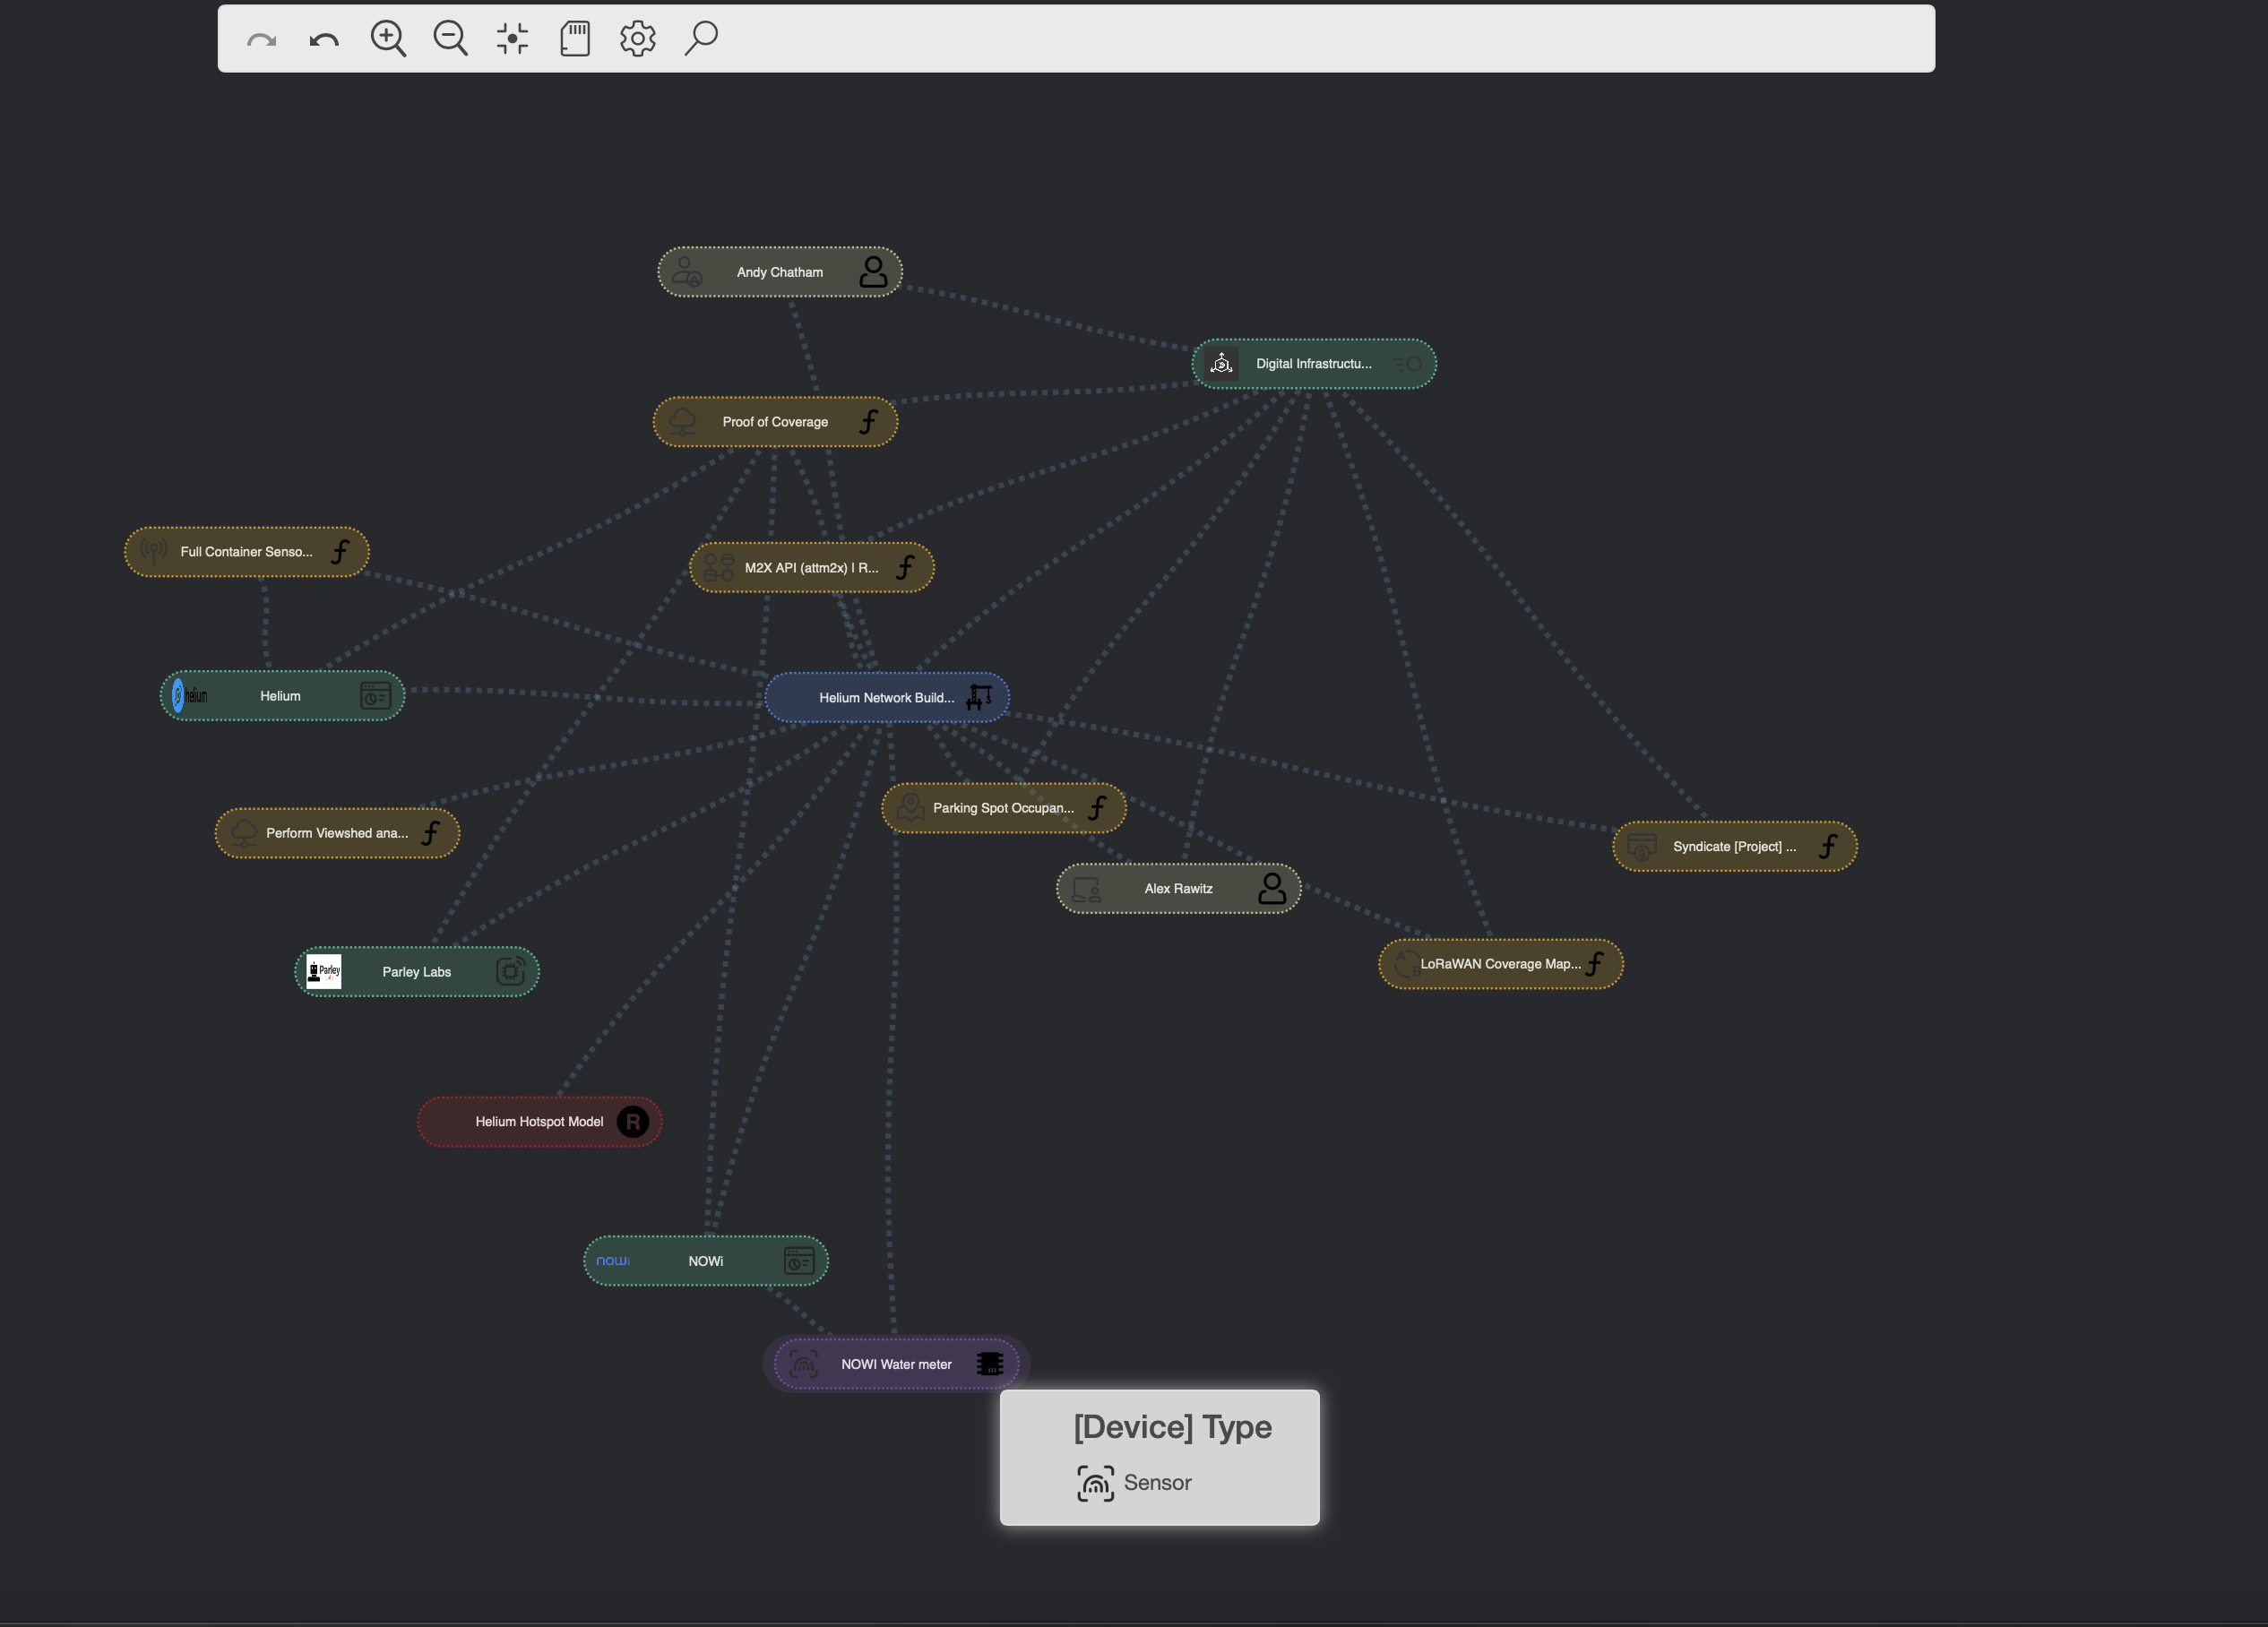 Andy Chatham
Digital Infrastructu...
Proof of Coverage
Full Container Senso...
M2X API (attm2x) | R...
helium
Helium
Helium Network Build...
Parking Spot Occupan...
Perform Viewshed ana...
Syndicate [Project] ...
Alex Rawitz
LoRaWAN Coverage Map...
Parley
Parley Labs
Helium Hotspot Model
R
nowi
NOWi
NOWI Water meter
[Device] Type
Sensor